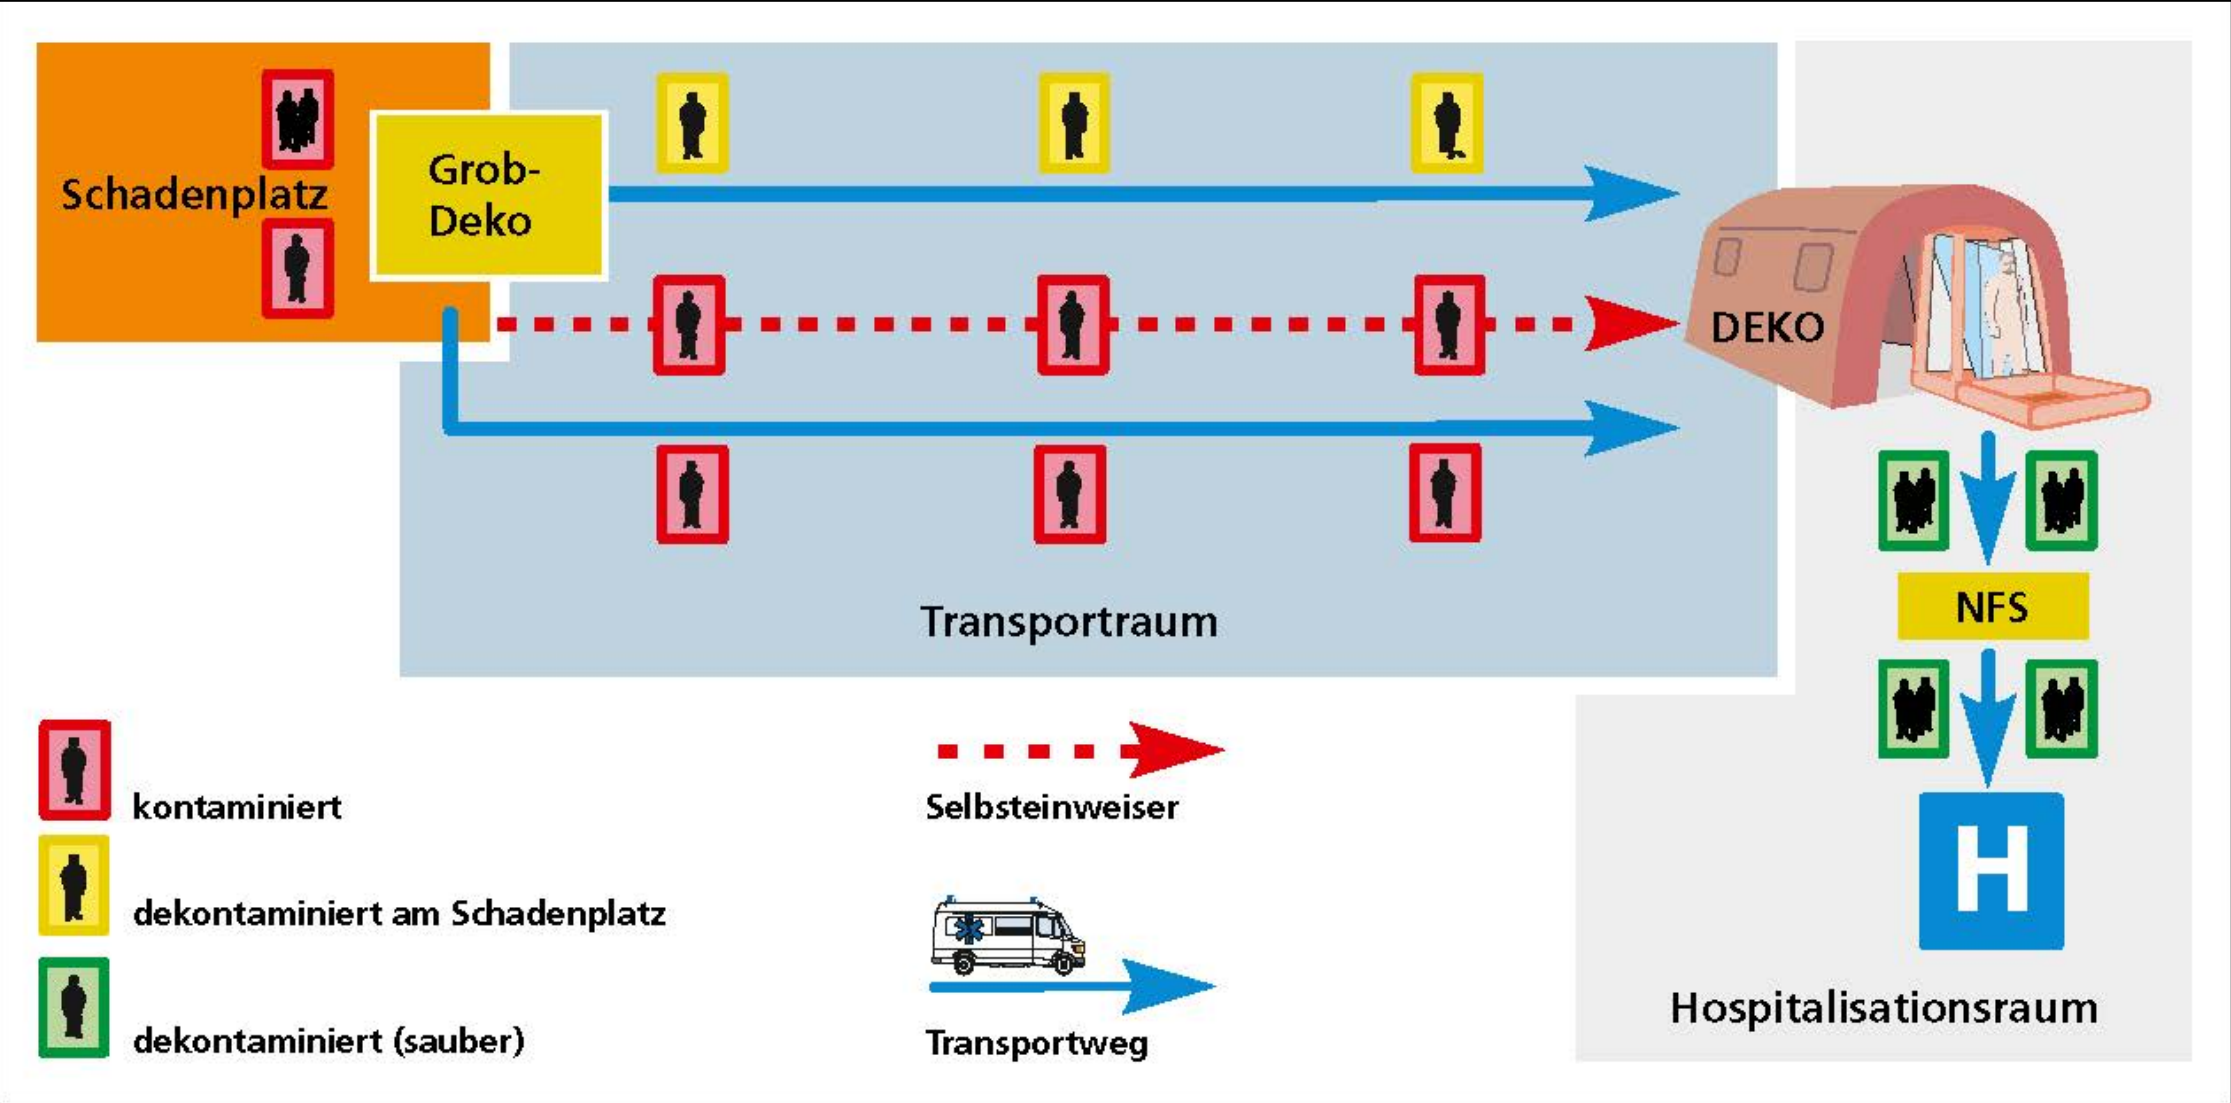 Schadenplatz
Grob-
Deko
DEKO
Transportraum
NFS
H
Hospitalisationsraum
kontaminiert
dekontaminiert am Schadenplatz
dekontaminiert (sauber)
Selbsteinweiser
Transportweg